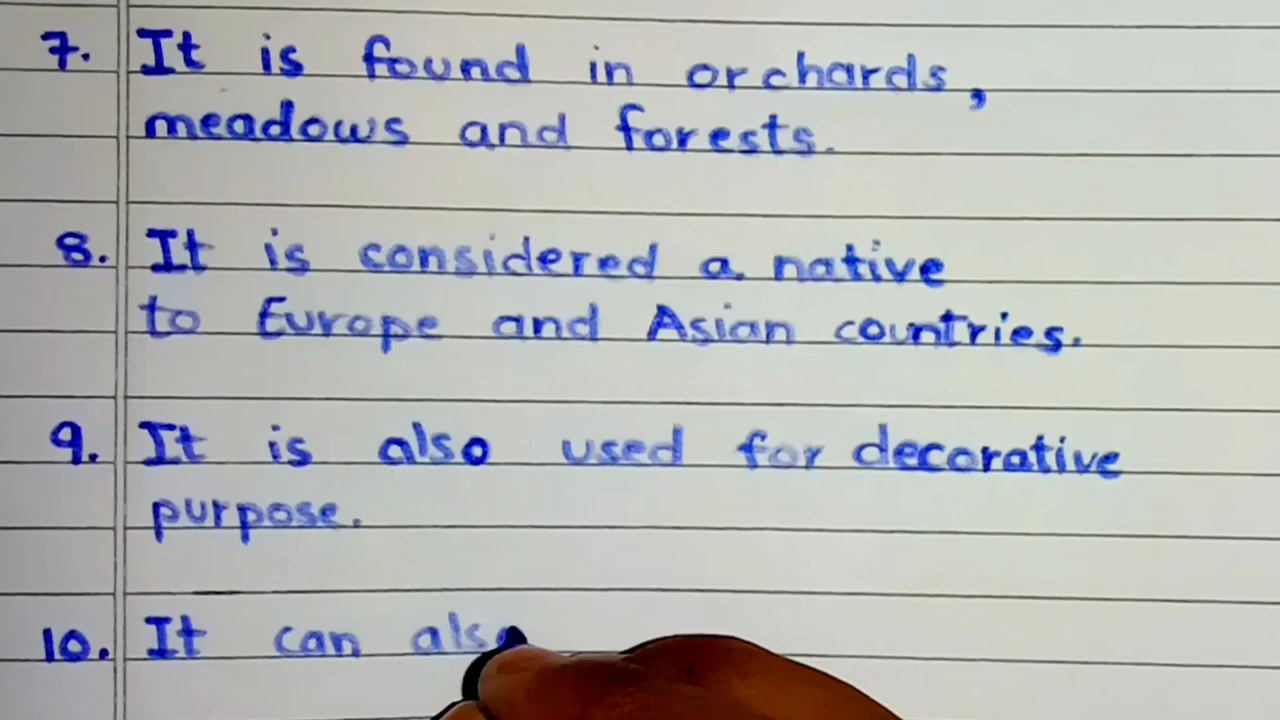 7. It is found in orchards,
meadows and forests.
8. It is considered a native
to Europe and Asian countries.
9. It is also used for decorative
purpose.
10. It can also